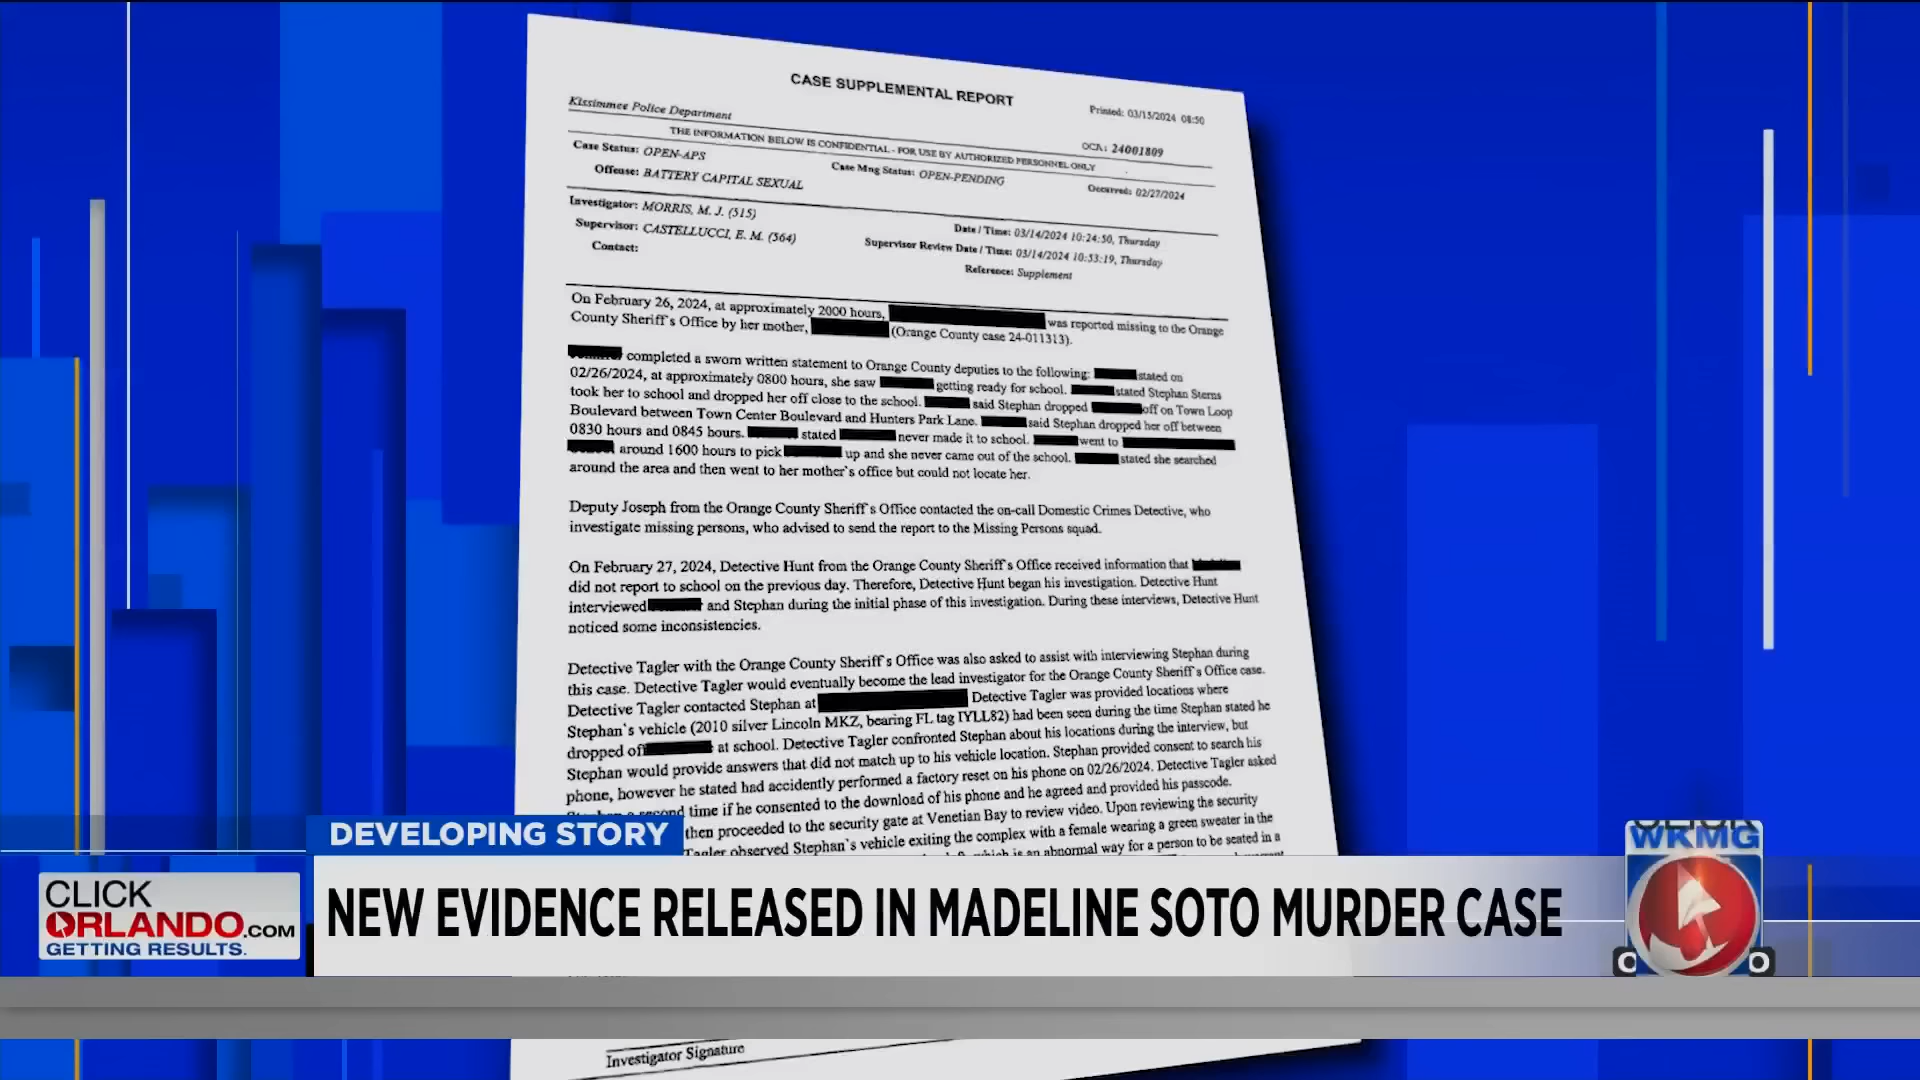 CASE SUPPLEMENTAL REPORT
Printed: 03/15/2024 08:50
Kissimmee Police Department
OCA: 24001809
THE INFORMATION BELOW IS CONFIDENTIAL - FOR USE BY AUTHORIZED PERSONNEL ONLY
Case Status: OPEN-APS
Case Mng Status: OPEN-PENDING
Occurred: 02/27/2024
Offense: BATTERY CAPITAL SEXUAL
Investigator: MORRIS, M. J. (515)
Date / Time: 03/14/2024 10:24:50, Thursday
Supervisor: CASTELLUCCI, E. M. (564)
Supervisor Review Date / Time: 03/14/2024 10:53:19, Thursday
Contact:
Reference: Supplement
On February 26, 2024, at approximately 2000 hours, was reported missing to the Orange
County Sheriff's Office by her mother, (Orange County case 24-011313).
completed a sworn written statement to Orange County deputies to the following: stated on
02/26/2024, at approximately 0800 hours, she saw getting ready for school. stated Stephan Sterns
took her to school and dropped her off close to the school. said Stephan dropped off on Town Loop
Boulevard between Town Center Boulevard and Hunters Park Lane. said Stephan dropped her off between
0830 hours and 0845 hours. stated never made it to school. went to
around 1600 hours to pick up and she never came out of the school. stated she searched
around the area and then went to her mother's office but could not locate her.
Deputy Joseph from the Orange County Sheriff's Office contacted the on-call Domestic Crimes Detective, who
investigate missing persons, who advised to send the report to the Missing Persons squad.
On February 27, 2024, Detective Hunt from the Orange County Sheriff's Office received information that
did not report to school on the previous day. Therefore, Detective Hunt began his investigation. Detective Hunt
interviewed and Stephan during the initial phase of this investigation. During these interviews, Detective Hunt
noticed some inconsistencies.
Detective Tagler with the Orange County Sheriff's Office was also asked to assist with interviewing Stephan during
this case. Detective Tagler would eventually become the lead investigator for the Orange County Sheriff's Office case.
Detective Tagler contacted Stephan at Detective Tagler was provided locations where
Stephan's vehicle (2010 silver Lincoln MKZ, bearing FL tag IYLL82) had been seen during the time Stephan stated he
dropped off at school. Detective Tagler confronted Stephan about his locations during the interview, but
Stephan would provide answers that did not match up to his vehicle location. Stephan provided consent to search his
phone, however he stated had accidently performed a factory reset on his phone on 02/26/2024. Detective Tagler asked
second time if he consented to the download of his phone and he agreed and provided his passcode.
then proceeded to the security gate at Venetian Bay to review video. Upon reviewing the security
Tagler observed Stephan's vehicle exiting the complex with a female wearing a green sweater in the
which is an abnormal way for a person to be seated in a
DEVELOPING STORY
NEW EVIDENCE RELEASED IN MADELINE SOTO MURDER CASE
CLICK
ORLANDO.COM
GETTING RESULTS.
WKMG
Investigator Signature